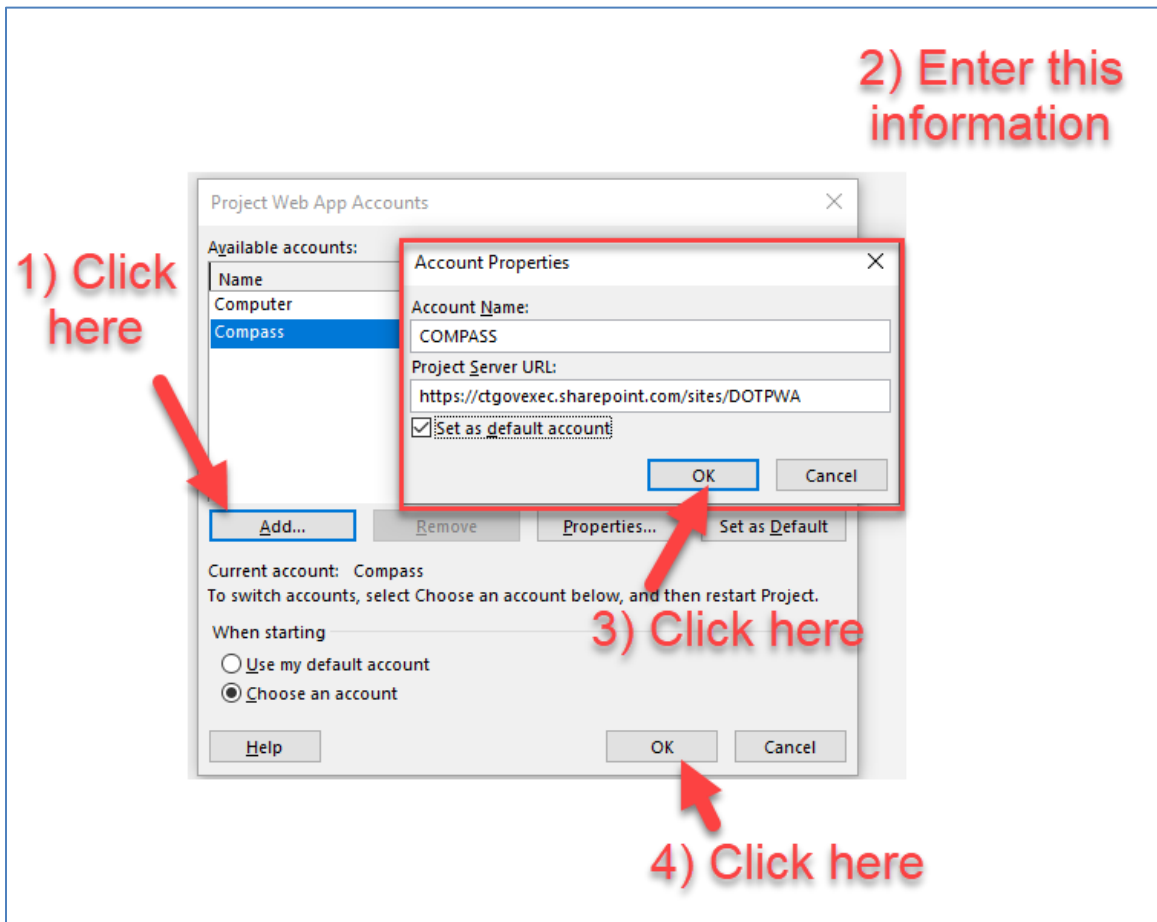 2) Enter this
information
Project Web App Accounts
Available accounts:
Name
Computer
Compass
1) Click
here
Account Properties
Account Name:
COMPASS
Project Server URL:
https://ctgovexec.sharepoint.com/sites/DOTPWA
Set as default account
OK Cancel
Add... Remove Properties... Set as Default
Current account: Compass
To switch accounts, select Choose an account below, and then restart Project.
3) Click here
When starting
Use my default account
Choose an account
Help OK Cancel
4) Click here